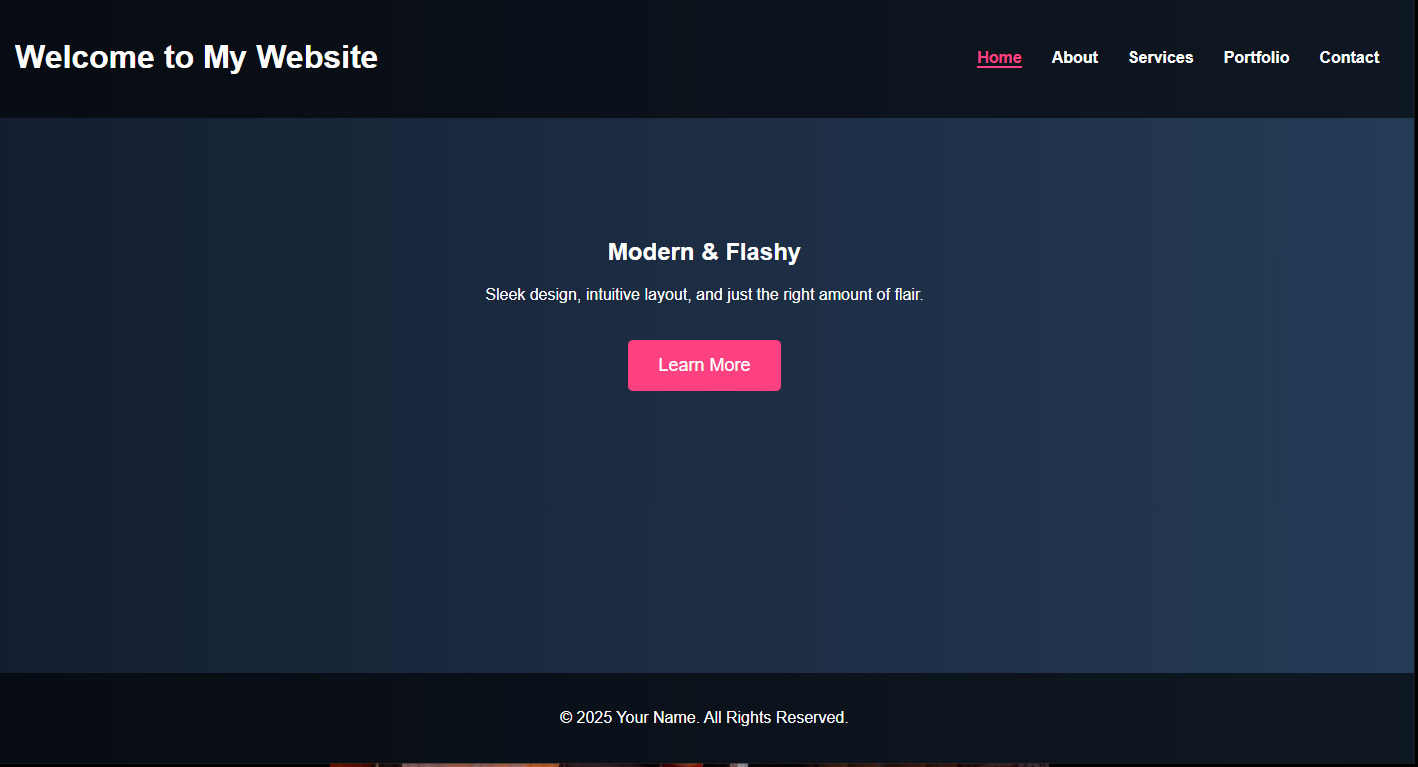 Welcome to My Website
Home About Services Portfolio Contact
Modern & Flashy
Sleek design, intuitive layout, and just the right amount of flair.
Learn More
© 2025 Your Name. All Rights Reserved.